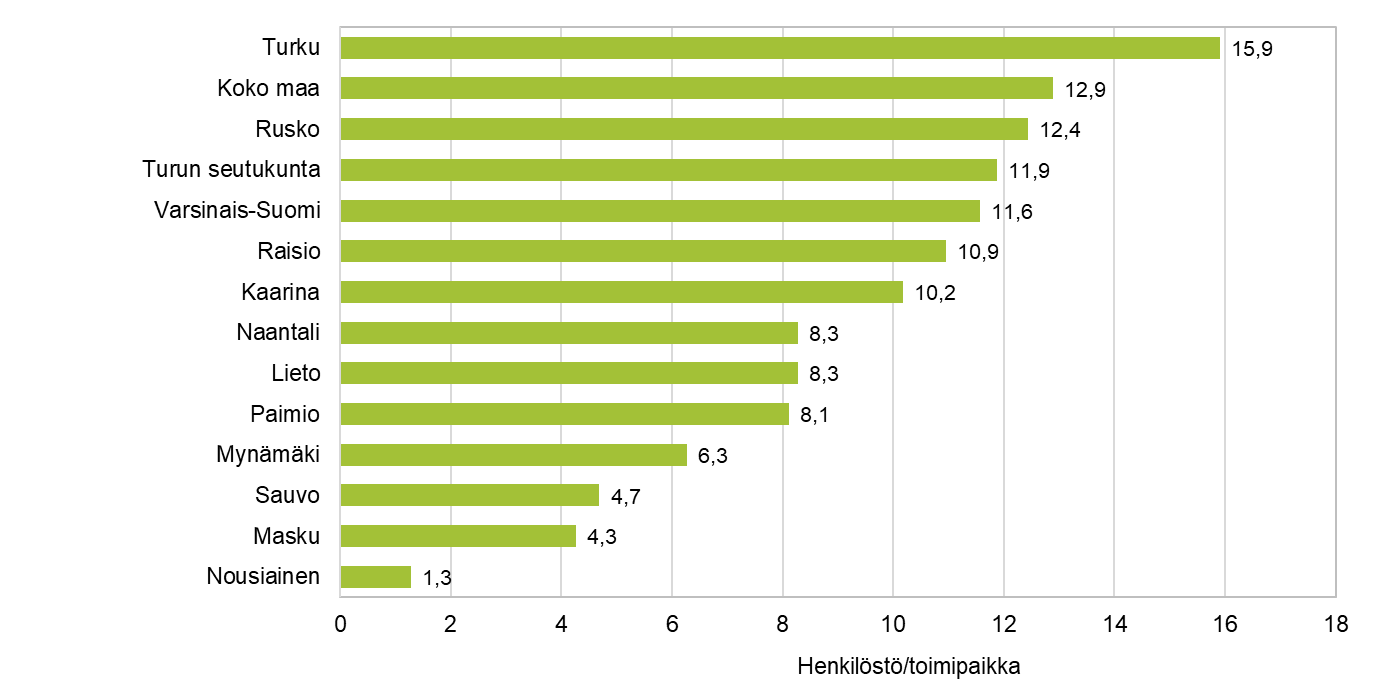 Turku 15,9
Koko maa 12,9
Rusko 12,4
Turun seutukunta 11,9
Varsinais-Suomi 11,6
Raisio 10,9
Kaarina 10,2
Naantali 8,3
Lieto 8,3
Paimio 8,1
Mynämäki 6,3
Sauvo 4,7
Masku 4,3
Nousiainen 1,3
0 2 4 6 8 10 12 14 16 18
Henkilöstö/toimipaikka